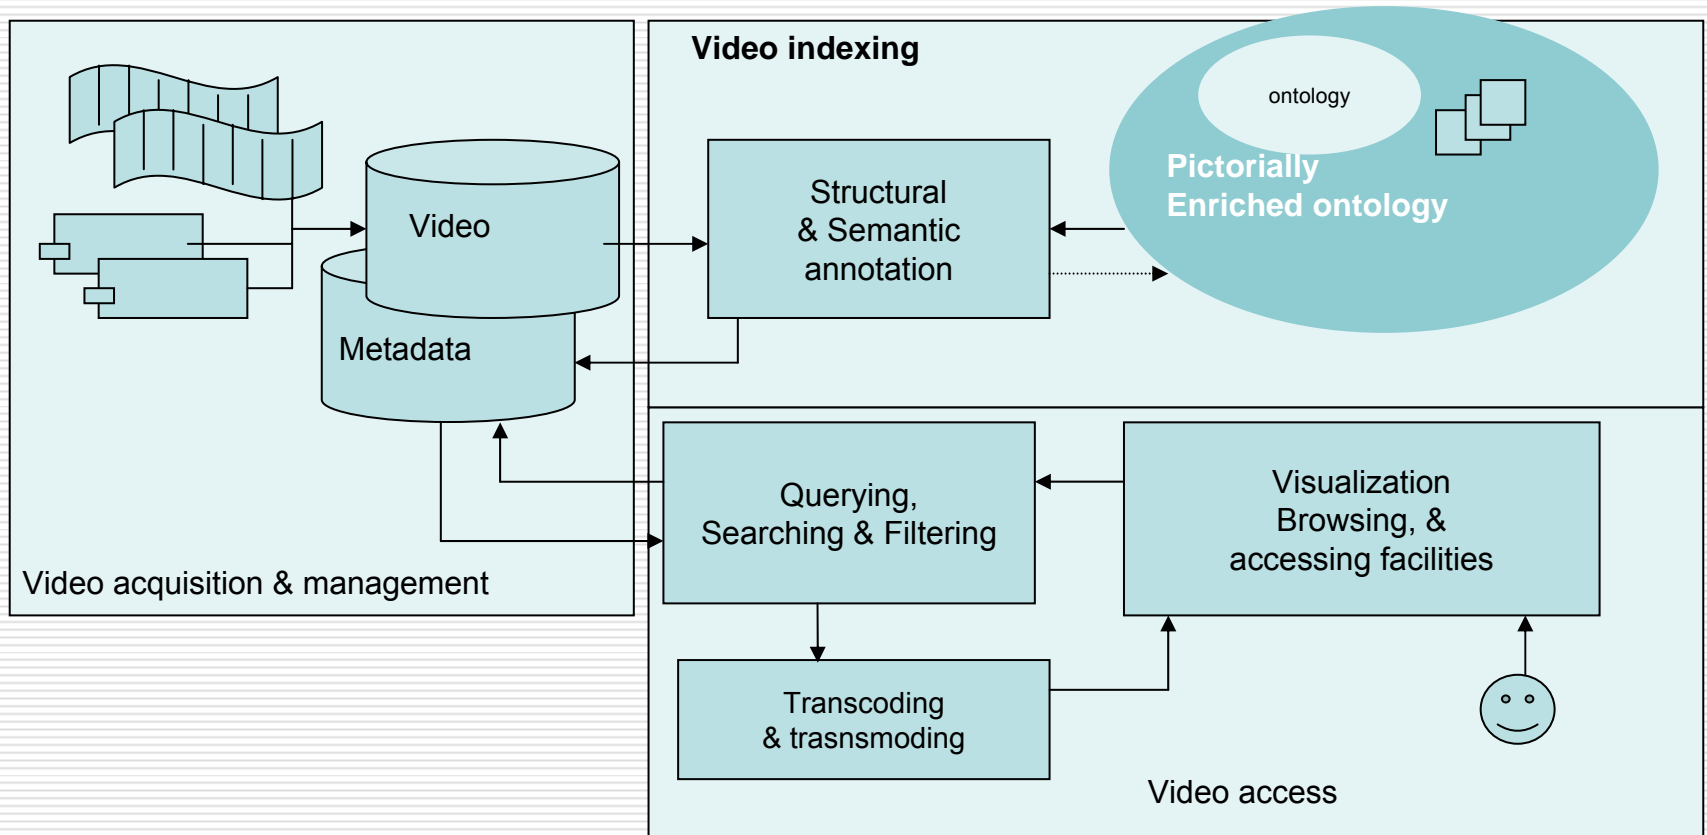 Video indexing
ontology
Pictorially
Enriched ontology
Structural
& Semantic
annotation
Video
Metadata
Video acquisition & management
Querying,
Searching & Filtering
Visualization
Browsing, &
accessing facilities
Transcoding
& trasnsmoding
Video access